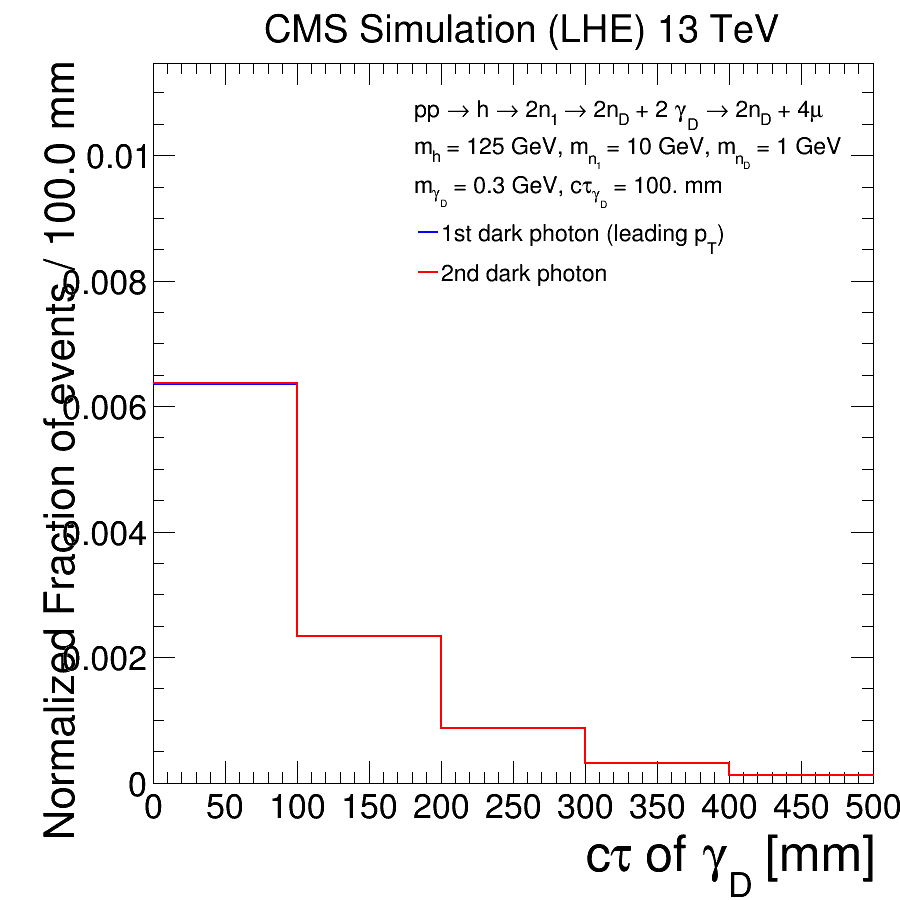 CMS Simulation (LHE) 13 TeV
pp → h → 2n1 → 2nD + 2 γD → 2nD + 4μ
mh = 125 GeV, mn1 = 10 GeV, mnD = 1 GeV
mγD = 0.3 GeV, cτγD = 100. mm
1st dark photon (leading pT)
2nd dark photon
Normalized Fraction of events / 100.0 mm
0.01
0.008
0.006
0.004
0.002
0
0 50 100 150 200 250 300 350 400 450 500
cτ of γD [mm]